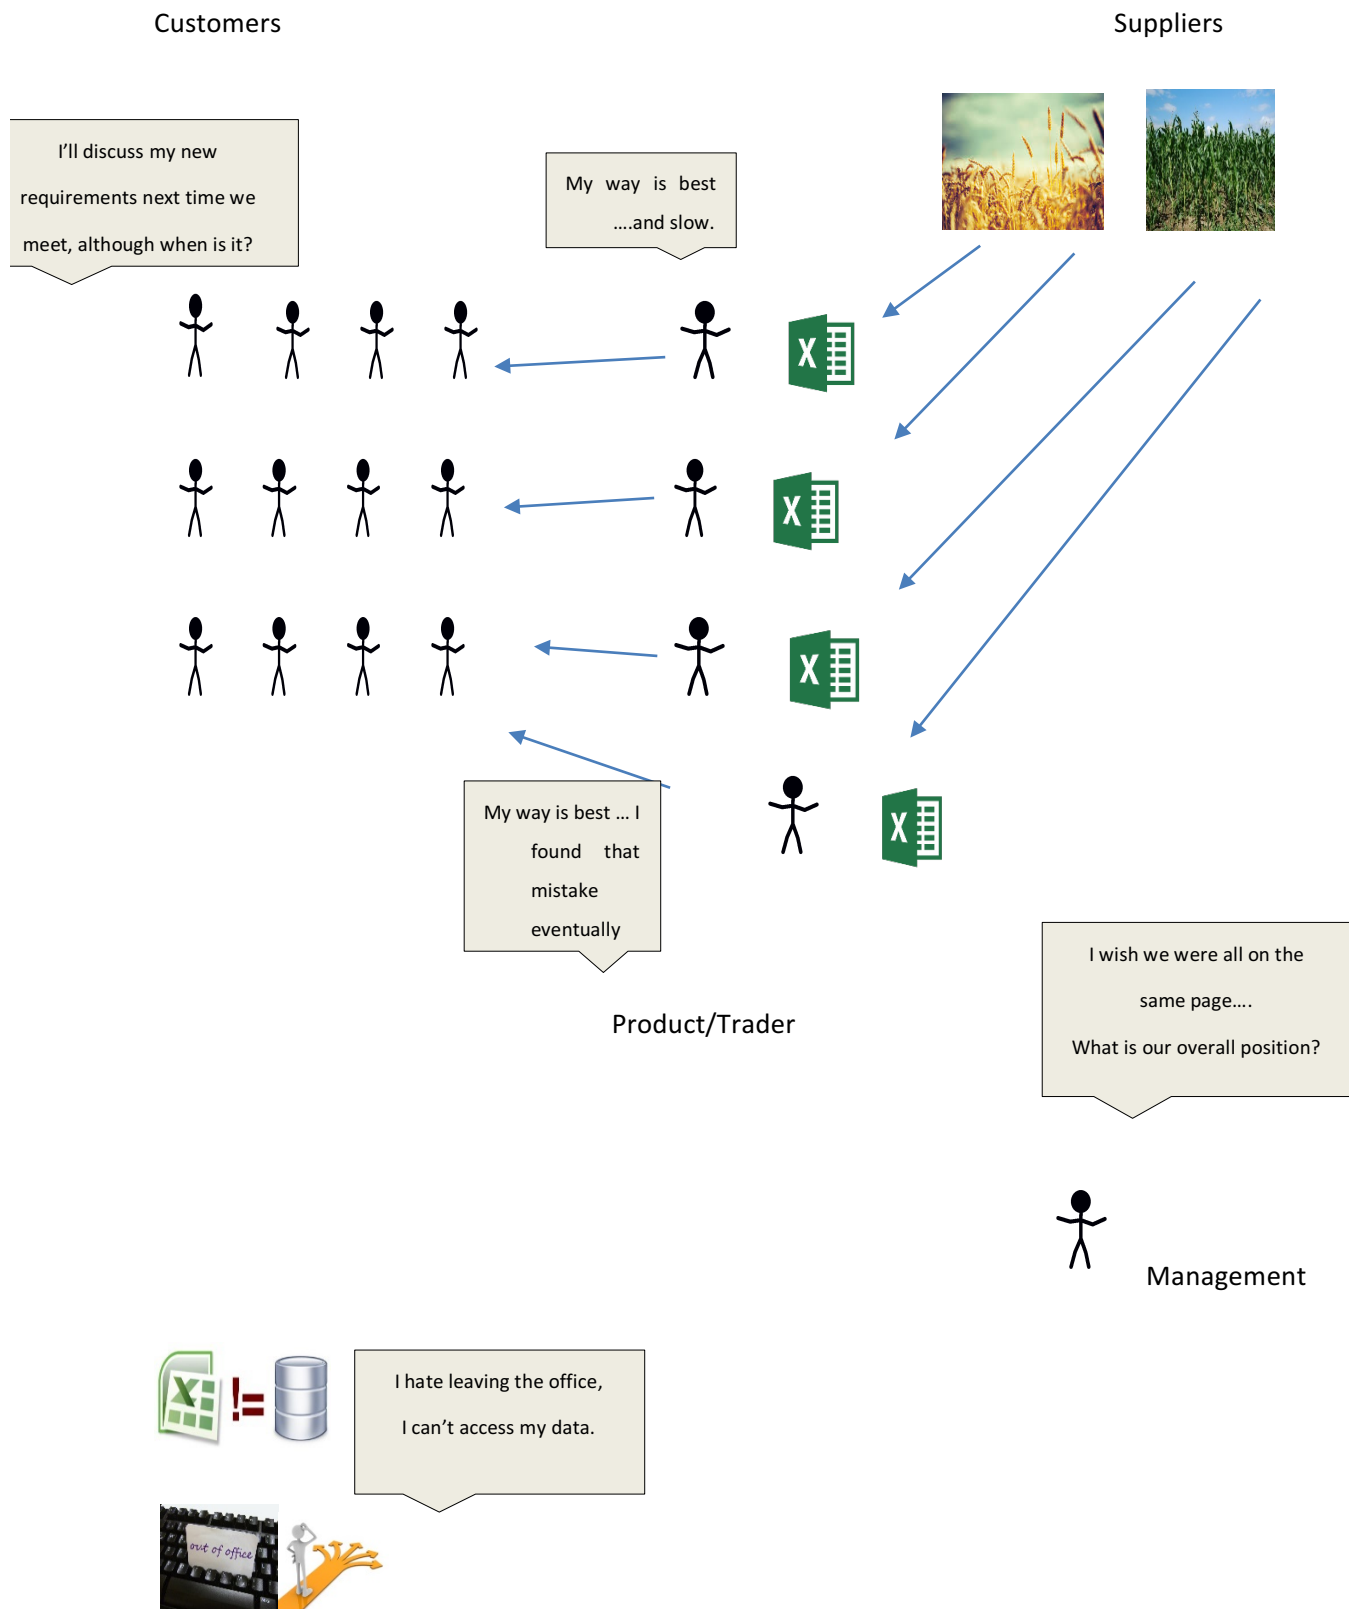 Customers
Suppliers
I'll discuss my new
requirements next time we
meet, although when is it?
My way is best
….and slow.
X
X
X
My way is best … I
found that
mistake
eventually
X
Product/Trader
I wish we were all on the
same page….
What is our overall position?
Management
X
!=
I hate leaving the office,
I can't access my data.
out of office